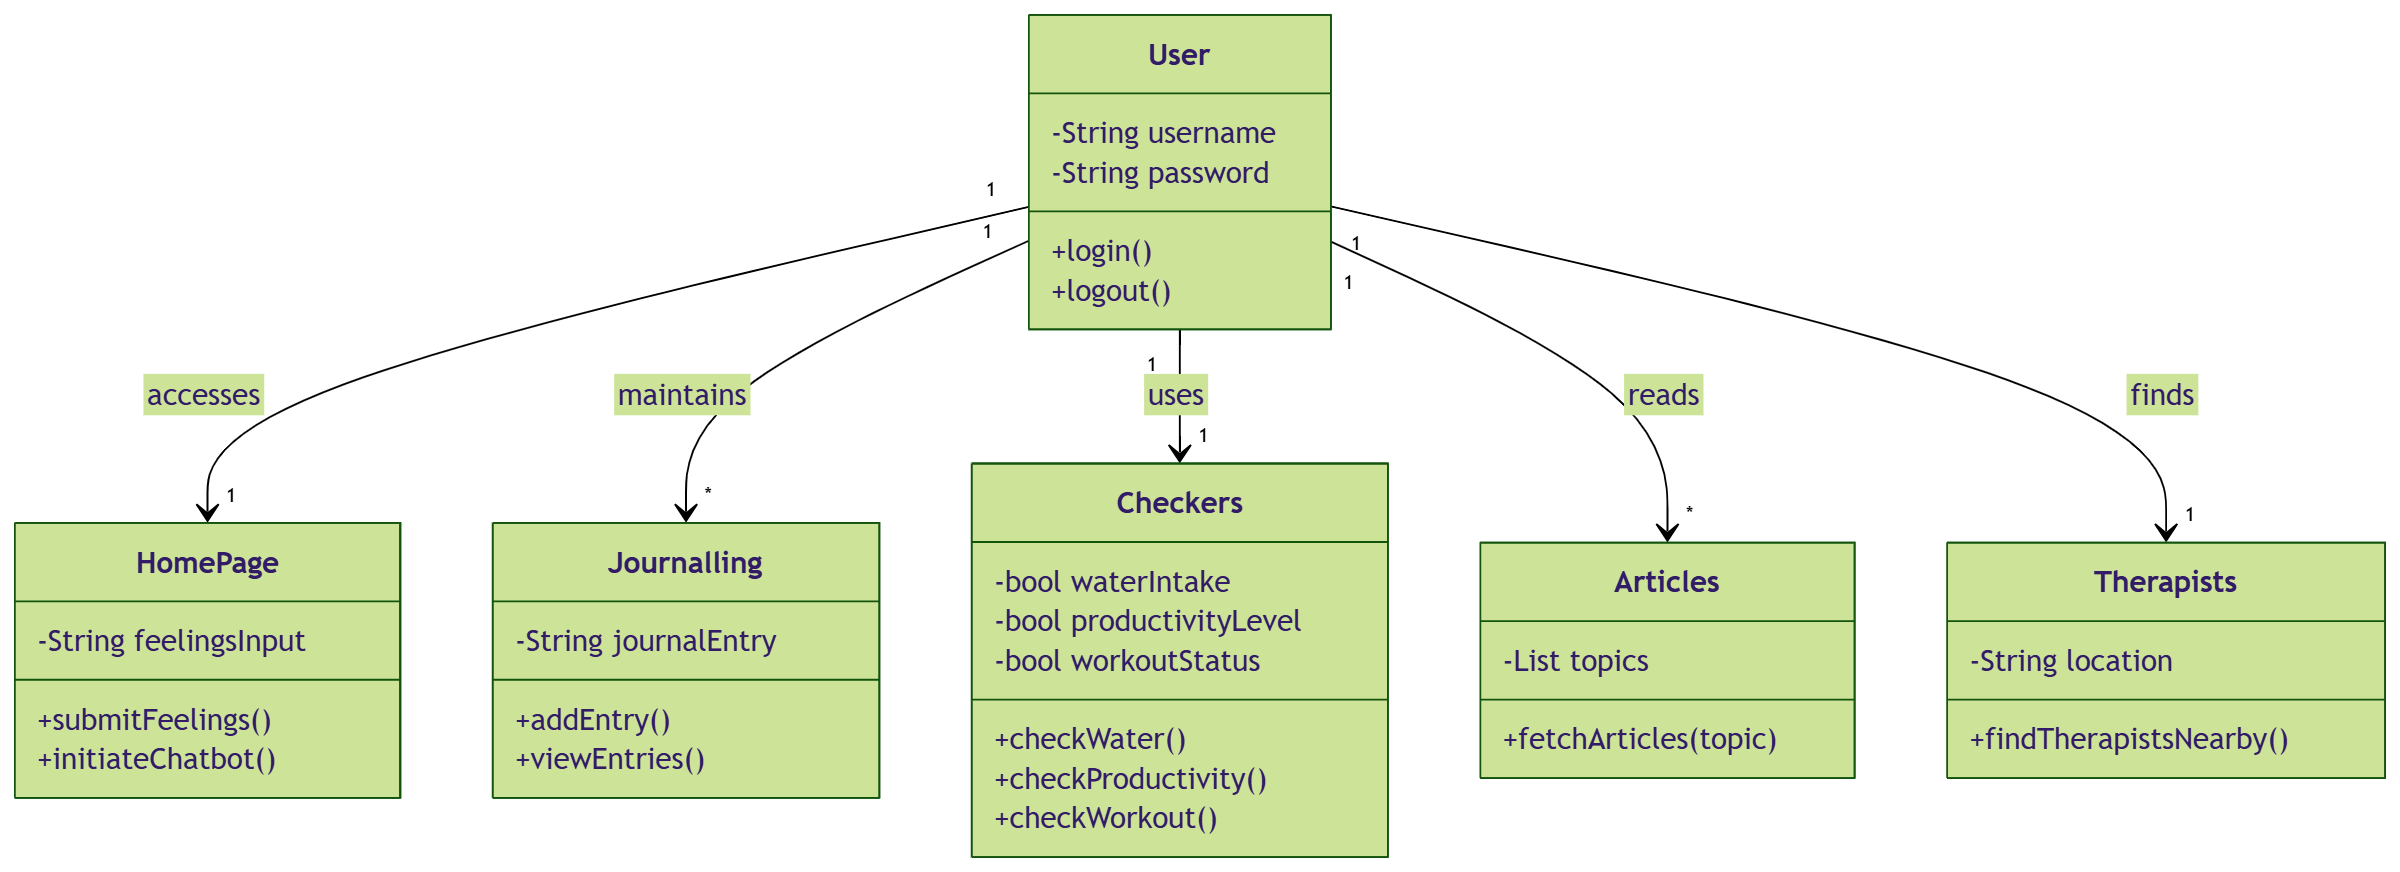 User
-String username
-String password
+login()
+logout()
1
1
1
1
1
accesses
maintains
uses
reads
finds
1
*
1
*
1
HomePage
-String feelingsInput
+submitFeelings()
+initiateChatbot()
Journalling
-String journalEntry
+addEntry()
+viewEntries()
Checkers
-bool waterIntake
-bool productivityLevel
-bool workoutStatus
+checkWater()
+checkProductivity()
+checkWorkout()
Articles
-List topics
+fetchArticles(topic)
Therapists
-String location
+findTherapistsNearby()